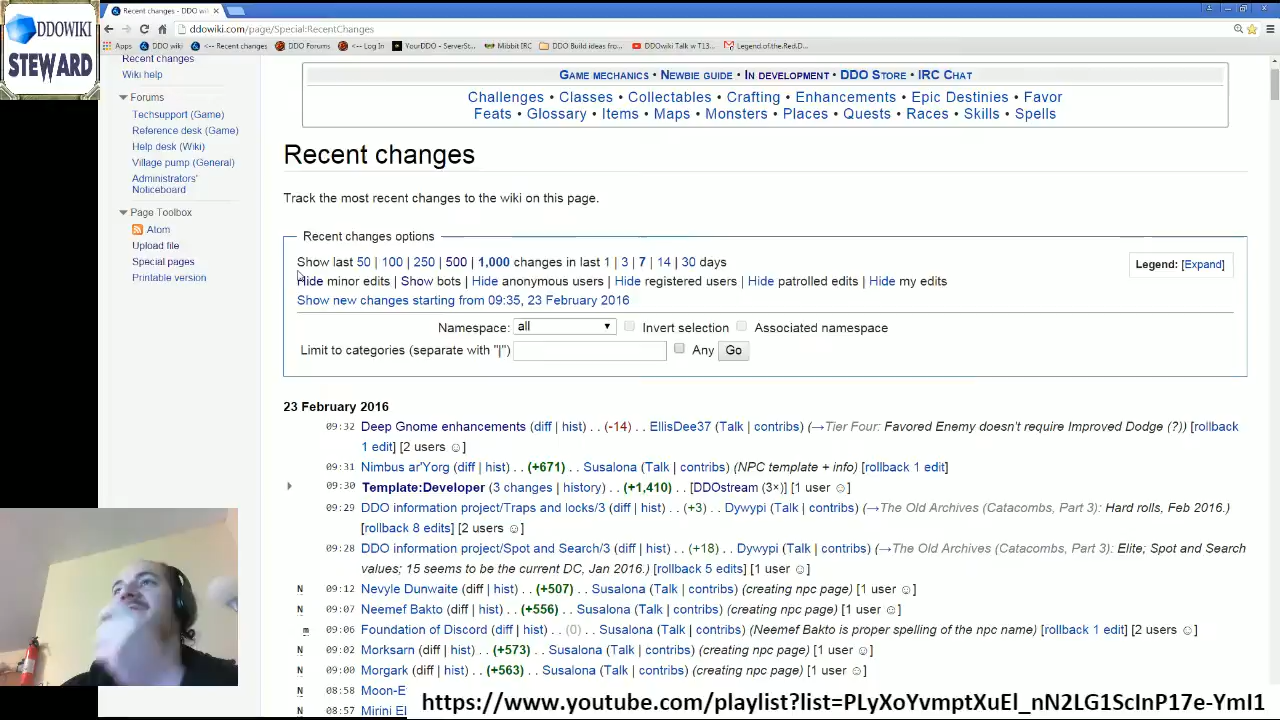 DDOWIKI
STEWARD
Recent changes - DDO wi
ddowiki.com/page/Special:RecentChanges
Apps
DDO wiki
<-- Recent changes
DDO Forums
<-- Log In
YourDDO - ServerSt...
Mibbit IRC
DDO Build ideas from...
DDOwiki Talk w T13...
Legend.of.the.Red...
Recent changes
Wiki help
Forums
Techsupport (Game)
Reference desk (Game)
Help desk (Wiki)
Village pump (General)
Administrators'
Noticeboard
Page Toolbox
Atom
Upload file
Special pages
Printable version
Game mechanics • Newbie guide • In development • DDO Store • IRC Chat
Challenges • Classes • Collectables • Crafting • Enhancements • Epic Destinies • Favor
Feats • Glossary • Items • Maps • Monsters • Places • Quests • Races • Skills • Spells
Recent changes
Track the most recent changes to the wiki on this page.
Recent changes options
Show last 50 | 100 | 250 | 500 | 1,000 changes in last 1 | 3 | 7 | 14 | 30 days
Legend: [Expand]
Hide minor edits | Show bots | Hide anonymous users | Hide registered users | Hide patrolled edits | Hide my edits
Show new changes starting from 09:35, 23 February 2016
Namespace: all Invert selection Associated namespace
Limit to categories (separate with "|") Any Go
23 February 2016
09:32 Deep Gnome enhancements (diff | hist) . . (-14) . . EllisDee37 (Talk | contribs) (→Tier Four: Favored Enemy doesn't require Improved Dodge (?)) [rollback
1 edit] [2 users ☺]
09:31 Nimbus ar'Yorg (diff | hist) . . (+671) . . Susalona (Talk | contribs) (NPC template + info) [rollback 1 edit]
09:30 Template:Developer (3 changes | history) . . (+1,410) . . [DDOstream (3×)] [1 user ☺]
09:29 DDO information project/Traps and locks/3 (diff | hist) . . (+3) . . Dywypi (Talk | contribs) (→The Old Archives (Catacombs, Part 3): Hard rolls, Feb 2016.)
[rollback 8 edits] [2 users ☺]
09:28 DDO information project/Spot and Search/3 (diff | hist) . . (+18) . . Dywypi (Talk | contribs) (→The Old Archives (Catacombs, Part 3): Elite; Spot and Search
values; 15 seems to be the current DC, Jan 2016.) [rollback 5 edits] [1 user ☺]
N 09:12 Nevyle Dunwaite (diff | hist) . . (+507) . . Susalona (Talk | contribs) (creating npc page) [1 user ☺]
N 09:07 Neemef Bakto (diff | hist) . . (+556) . . Susalona (Talk | contribs) (creating npc page) [1 user ☺]
m 09:06 Foundation of Discord (diff | hist) . . (0) . . Susalona (Talk | contribs) (Neemef Bakto is proper spelling of the npc name) [rollback 1 edit] [2 users ☺]
N 09:02 Morksarn (diff | hist) . . (+573) . . Susalona (Talk | contribs) (creating npc page) [1 user ☺]
N 09:00 Morgark (diff | hist) . . (+563) . . Susalona (Talk | contribs) (creating npc page) [1 user ☺]
N 08:58 Moon-E
N 08:57 Mirini El
https://www.youtube.com/playlist?list=PLyXoYvmptXuEl_nN2LG1ScInP17e-YmI1